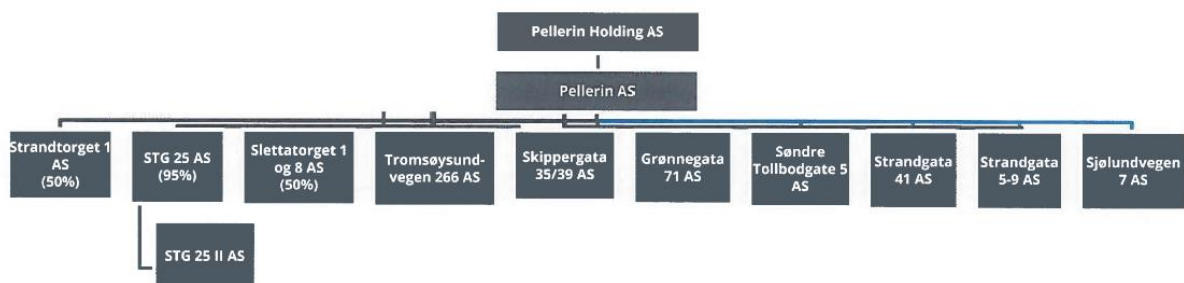 Pellerin Holding AS
Pellerin AS
Strandtorget 1
AS
(50%)
STG 25 AS
(95%)
Slettatorget 1
og 8 AS
(50%)
Tromsøysund-
vegen 266 AS
Skippergata
35/39 AS
Grønnegata
71 AS
Søndre
Tollbodgate 5
AS
Strandgata
41 AS
Strandgata
5-9 AS
Sjølundvegen
7 AS
STG 25 II AS